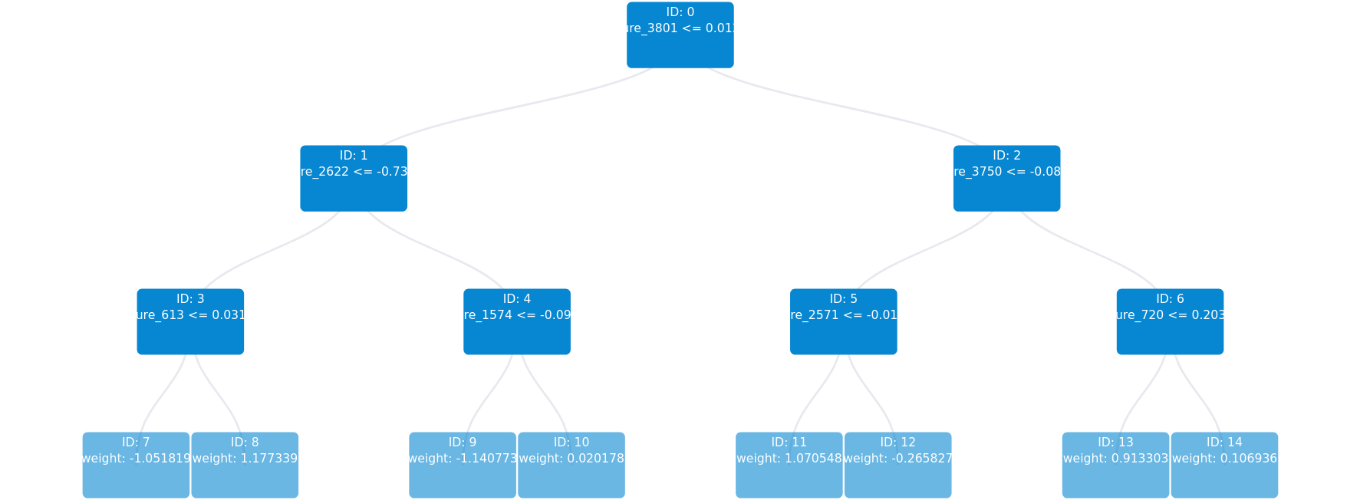 ID: 0
ure_3801 <= 0.01
ID: 1
re_2622 <= -0.73
ID: 2
re_3750 <= -0.08
ID: 3
ure_613 <= 0.031
ID: 4
re_1574 <= -0.09
ID: 5
re_2571 <= -0.01
ID: 6
ure_720 <= 0.203
ID: 7
weight: -1.051819
ID: 8
weight: 1.177339
ID: 9
weight: -1.140773
ID: 10
weight: 0.020178
ID: 11
weight: 1.070548
ID: 12
weight: -0.265827
ID: 13
weight: 0.913303
ID: 14
weight: 0.106936